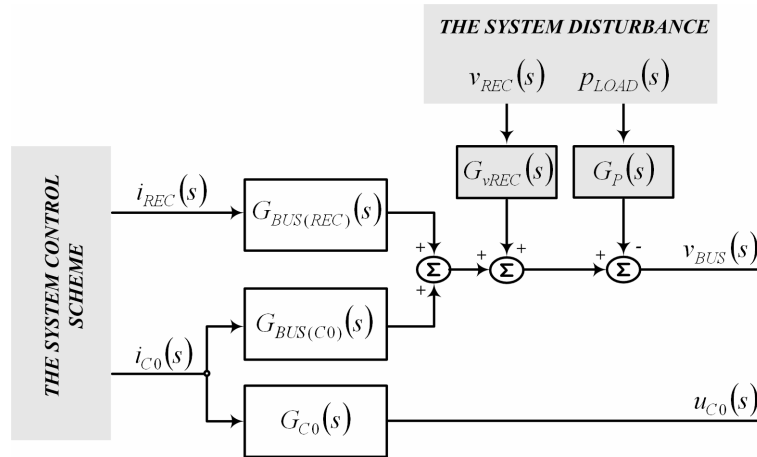 THE SYSTEM DISTURBANCE
v_REC(s) p_LOAD(s)
G_vREC(s) G_P(s)
THE SYSTEM CONTROL
SCHEME
i_REC(s)
G_BUS(REC)(s)
+ + + + -
Σ Σ Σ
+
v_BUS(s)
i_C0(s)
G_BUS(C0)(s)
G_C0(s)
u_C0(s)